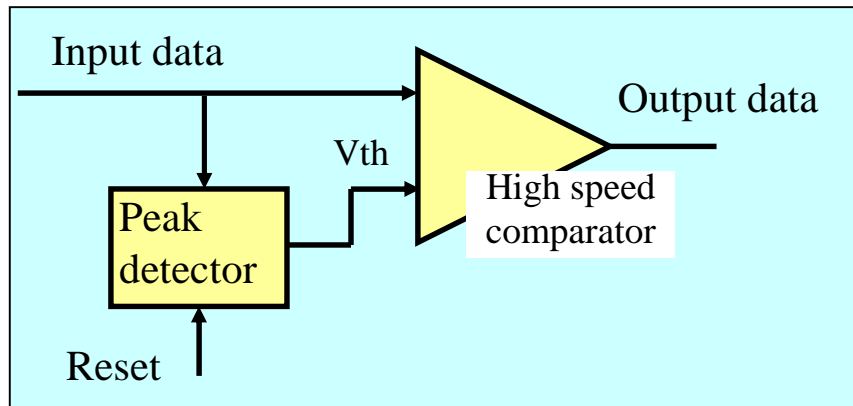 Input data
Output data
Vth
High speed
comparator
Peak
detector
Reset